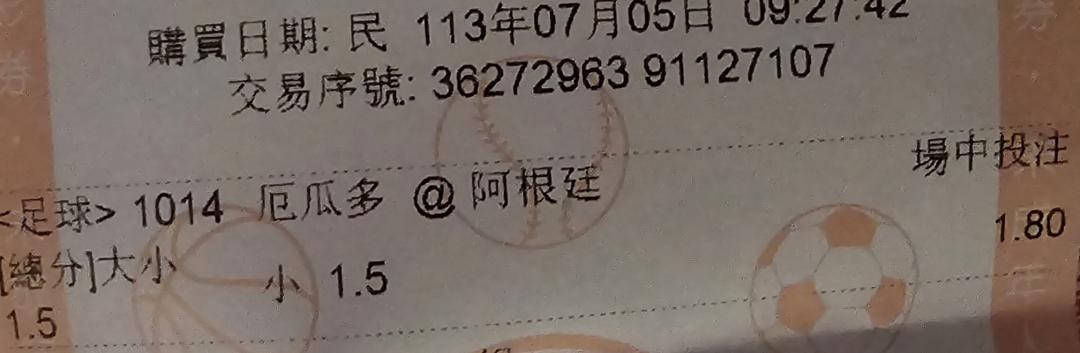 購買日期: 民 113年07月05日 09:27:42
交易序號: 36272963 91127107
場中投注
<足球> 1014 厄瓜多 @ 阿根廷
1.80
[總分]大小 小 1.5
1.5